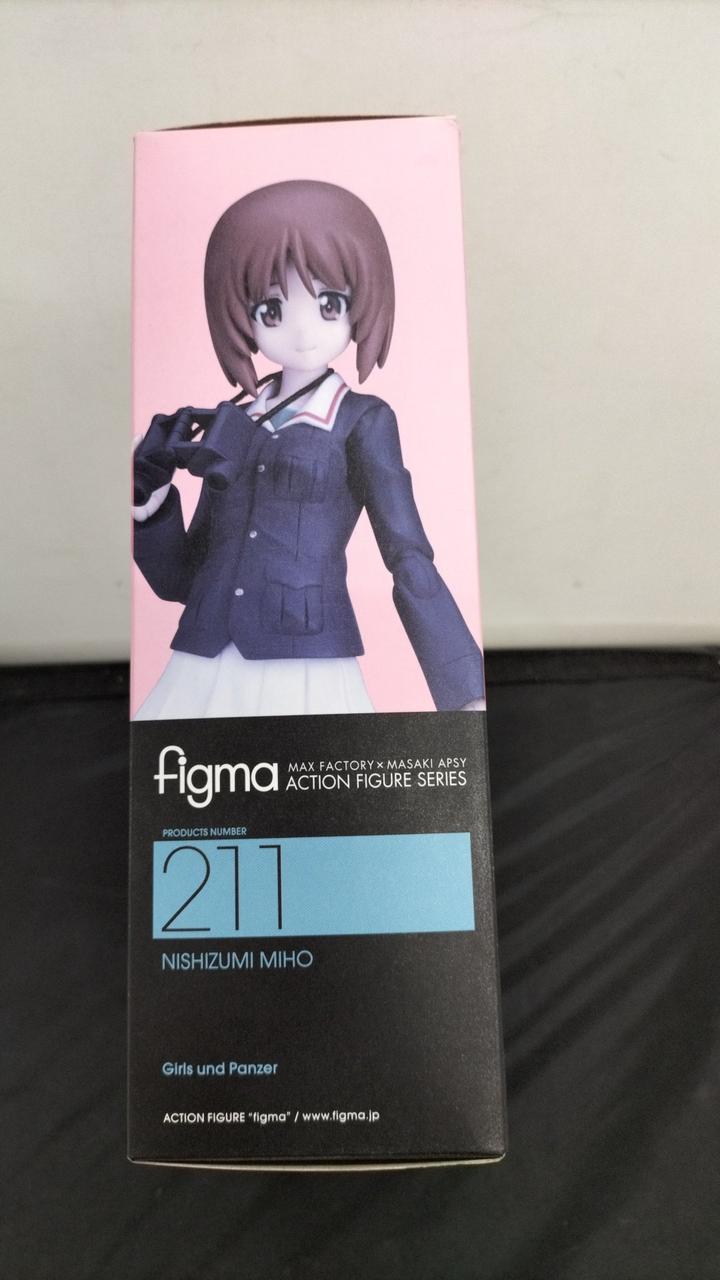 figma
MAX FACTORY×MASAKI APSY
ACTION FIGURE SERIES
PRODUCTS NUMBER
211
NISHIZUMI MIHO
Girls und Panzer
ACTION FIGURE "figma" / www.figma.jp